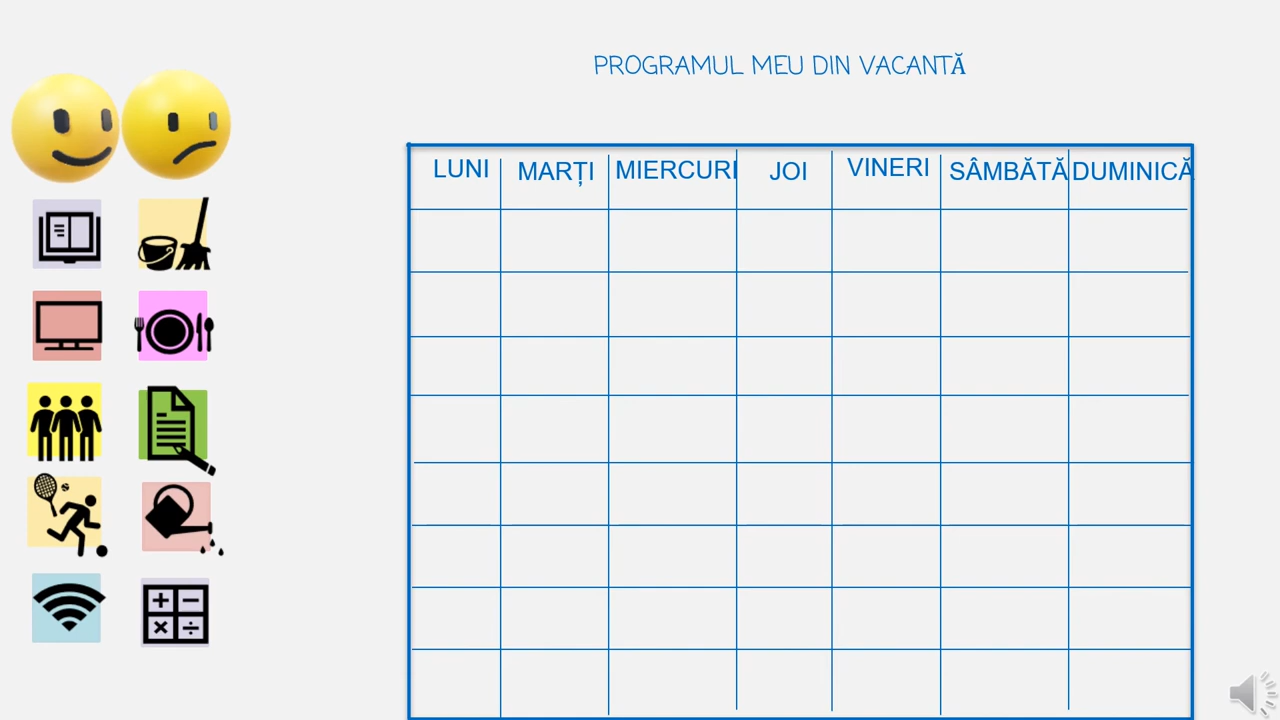 PROGRAMUL MEU DIN VACANTĂ
LUNI MARȚI MIERCURI JOI VINERI SÂMBĂTĂ DUMINICĂ